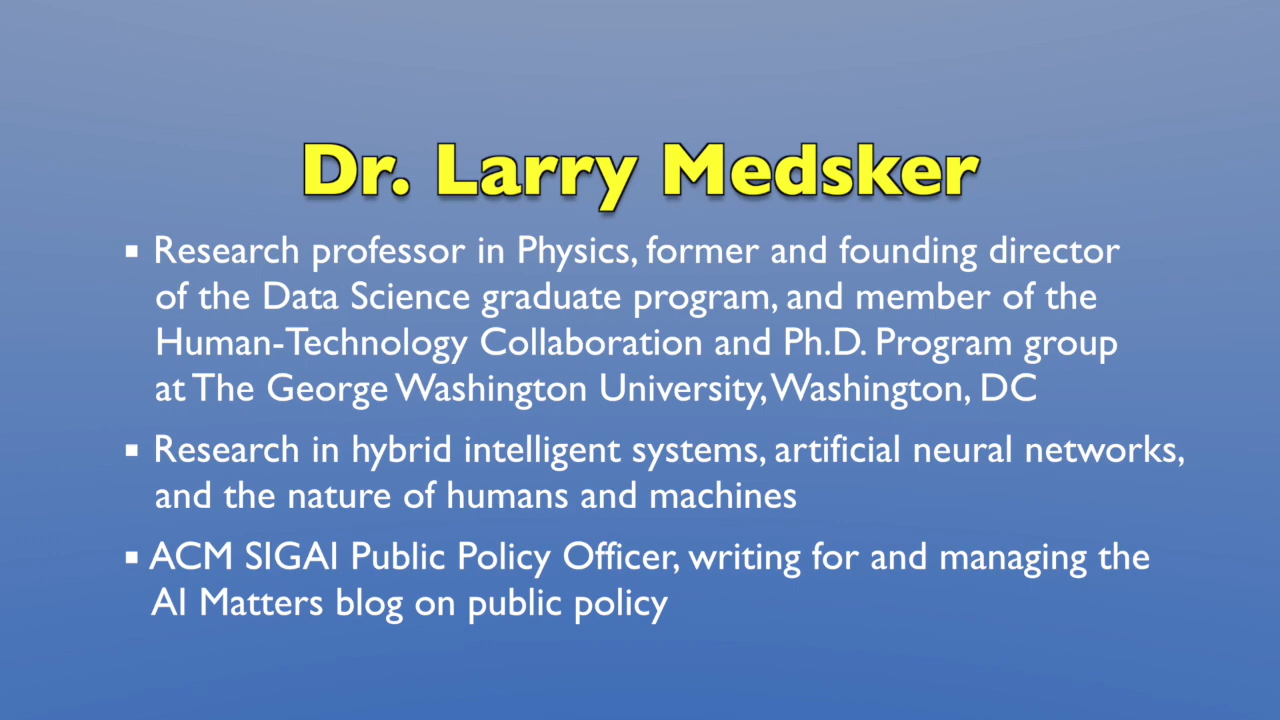 Dr. Larry Medsker
▪ Research professor in Physics, former and founding director
of the Data Science graduate program, and member of the
Human-Technology Collaboration and Ph.D. Program group
at The George Washington University, Washington, DC
▪ Research in hybrid intelligent systems, artificial neural networks,
and the nature of humans and machines
▪ ACM SIGAI Public Policy Officer, writing for and managing the
AI Matters blog on public policy